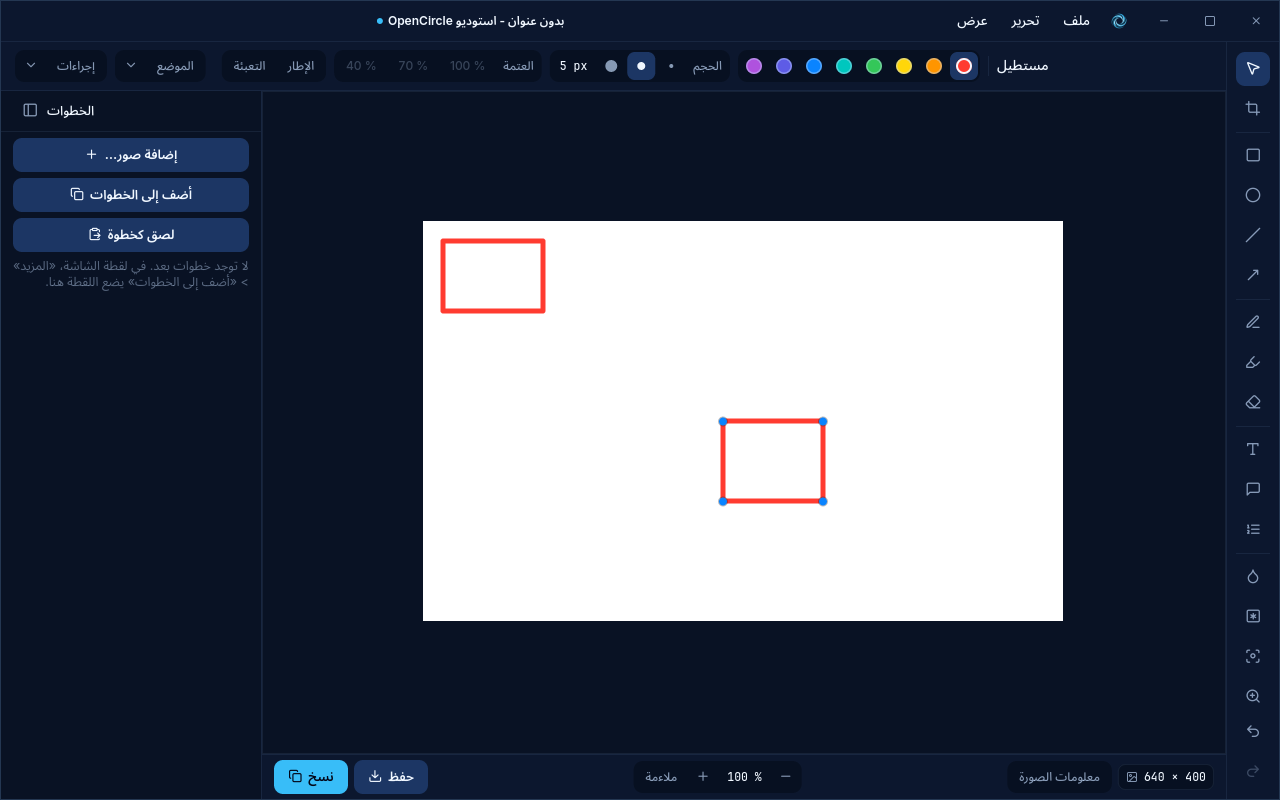 ملف
تحرير
عرض
بدون عنوان - استوديو OpenCircle
مستطيل
الحجم
5 px
العتمة
100 %
70 %
40 %
الإطار
التعبئة
الموضع
إجراءات
الخطوات
إضافة صور...
أضف إلى الخطوات
لصق كخطوة
لا توجد خطوات بعد. في لقطة الشاشة، «المزيد»
> «أضف إلى الخطوات» يضع اللقطة هنا.
640 × 400
معلومات الصورة
100 %
ملاءمة
حفظ
نسخ